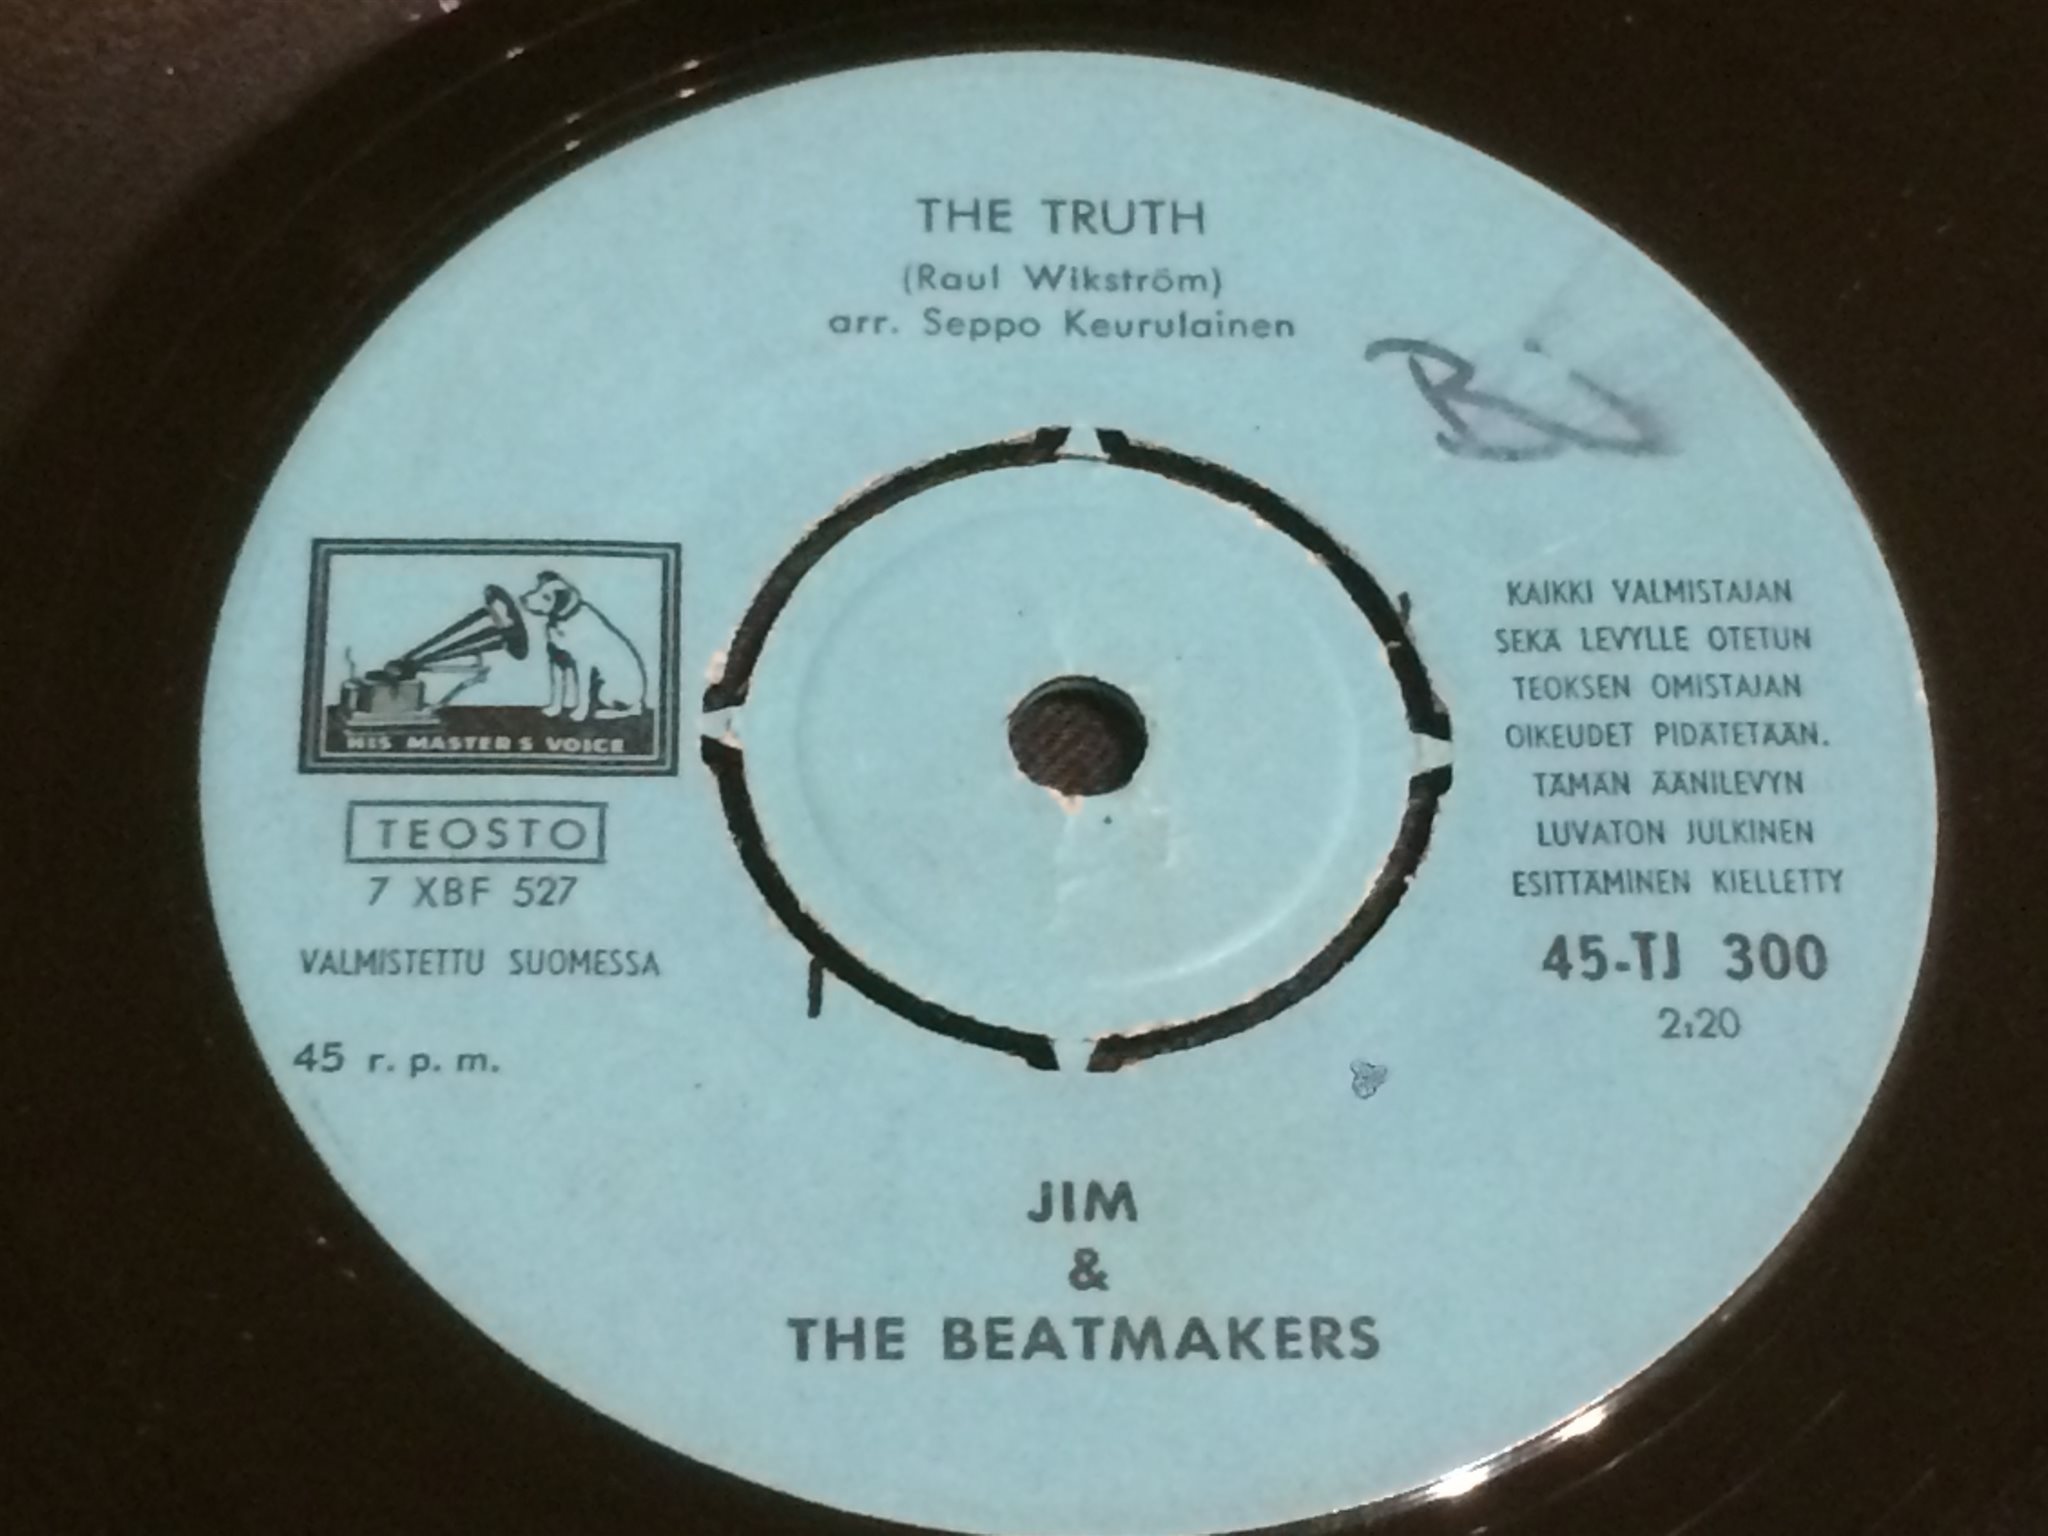 THE TRUTH
(Raul Wikström)
arr. Seppo Keurulainen
HIS MASTER'S VOICE
TEOSTO
7 XBF 527
VALMISTETTU SUOMESSA
45 r. p. m.
KAIKKI VALMISTAJAN
SEKÄ LEVYLLE OTETUN
TEOKSEN OMISTAJAN
OIKEUDET PIDÄTETÄÄN.
TÄMÄN ÄÄNILEVYN
LUVATON JULKINEN
ESITTÄMINEN KIELLETTY
45-TJ 300
2:20
JIM
&
THE BEATMAKERS